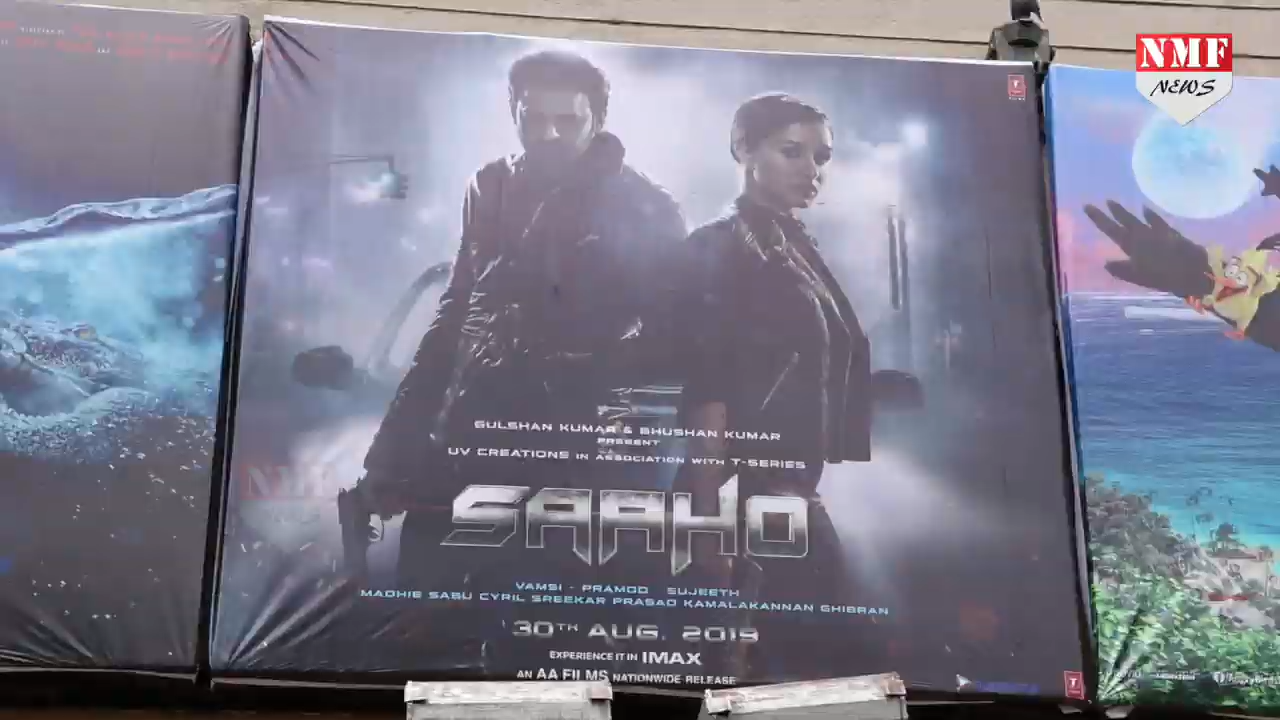 NMF
NEWS
GULSHAN KUMAR & BHUSHAN KUMAR
PRESENT
UV CREATIONS IN ASSOCIATION WITH T-SERIES
NMF
SAAHO
VAMSI - PRAMOD SUJEETH
MADHIE SABU CYRIL SREEKAR PRASAD KAMALAKANNAN GHIBRAN
30TH AUG, 2019
EXPERIENCE IT IN IMAX
AN AA FILMS NATIONWIDE RELEASE